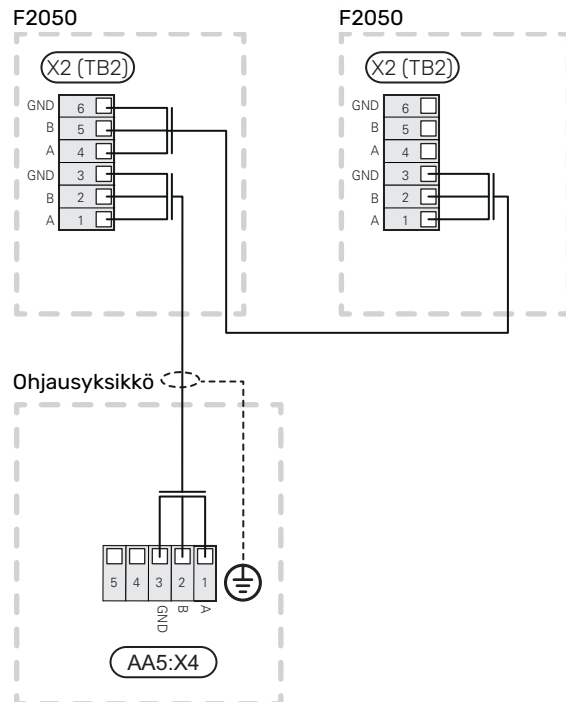 F2050
X2 (TB2)
GND 6
B 5
A 4
GND 3
B 2
A 1
F2050
X2 (TB2)
GND 6
B 5
A 4
GND 3
B 2
A 1
Ohjausyksikkö
5 4 3 2 1
GND B A
AA5:X4